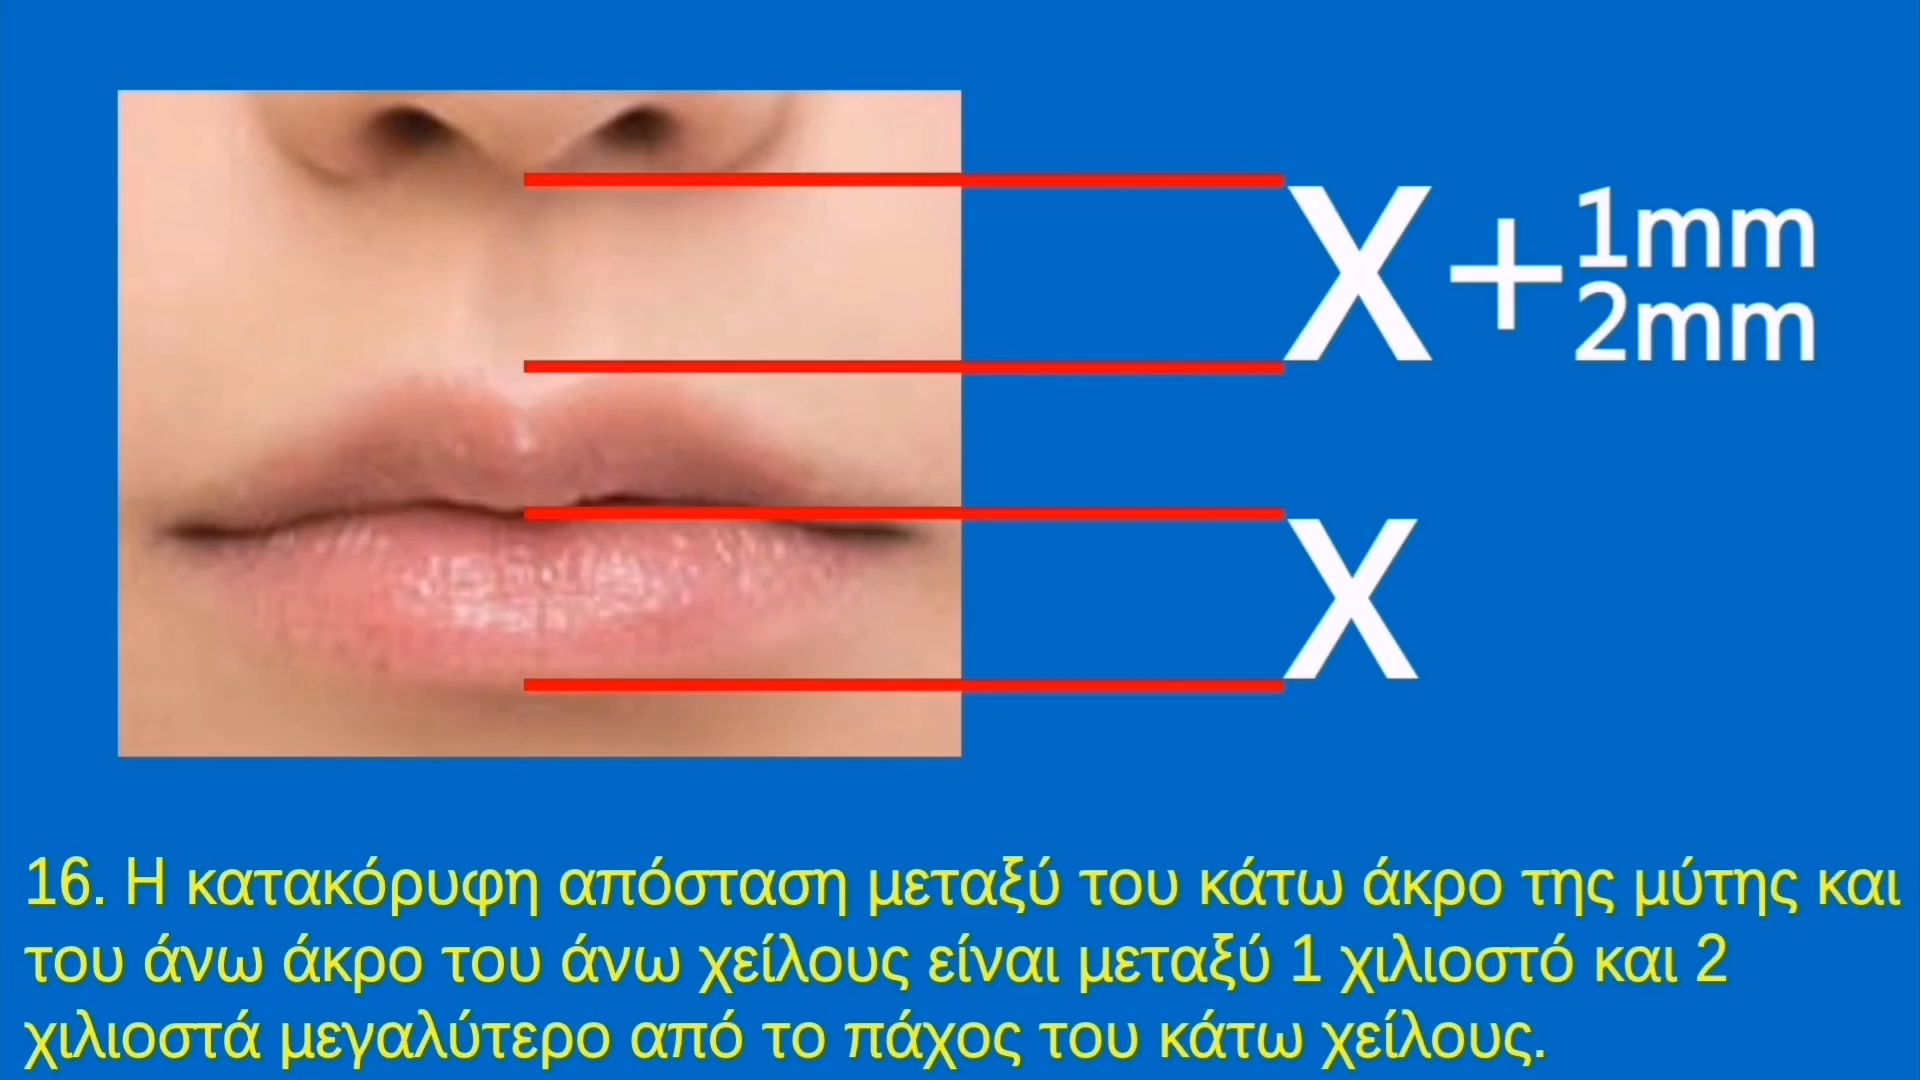 X+1mm
2mm
X
16. Η κατακόρυφη απόσταση μεταξύ του κάτω άκρο της μύτης και
του άνω άκρο του άνω χείλους είναι μεταξύ 1 χιλιοστό και 2
χιλιοστά μεγαλύτερο από το πάχος του κάτω χείλους.